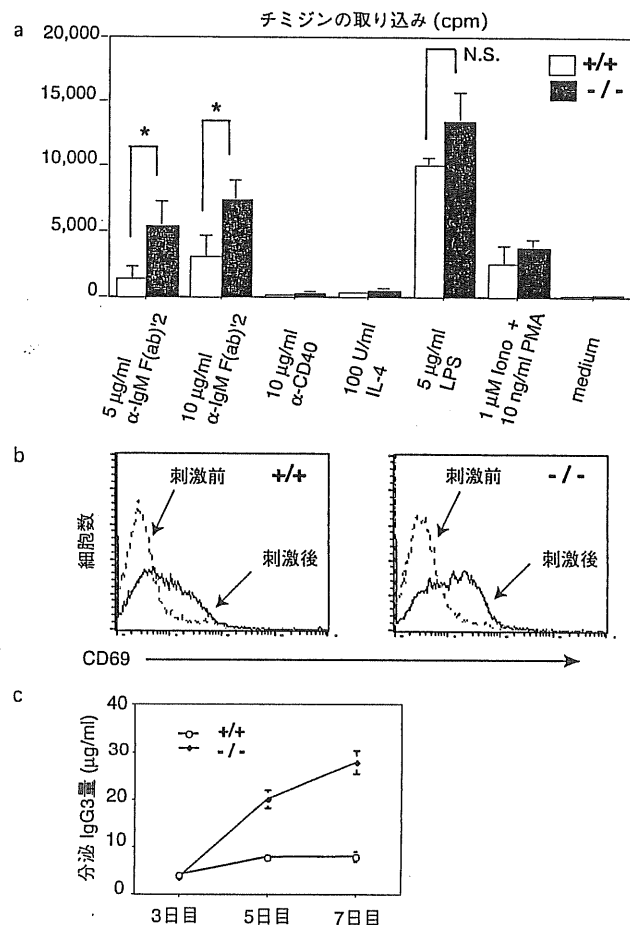 a
チミジンの取り込み (cpm)
20,000
15,000
10,000
5,000
0
*
*
N.S.
+/+
-/-
5 µg/ml
α-IgM F(ab)'2
10 µg/ml
α-IgM F(ab)'2
10 µg/ml
α-CD40
100 U/ml
IL-4
5 µg/ml
LPS
1 µM Iono +
10 ng/ml PMA
medium
b
細胞数
刺激前
+/+
刺激後
刺激前
-/-
刺激後
CD69
c
分泌 IgG3量 (µg/ml)
40
30
20
10
0
+/+
-/-
3日目
5日目
7日目